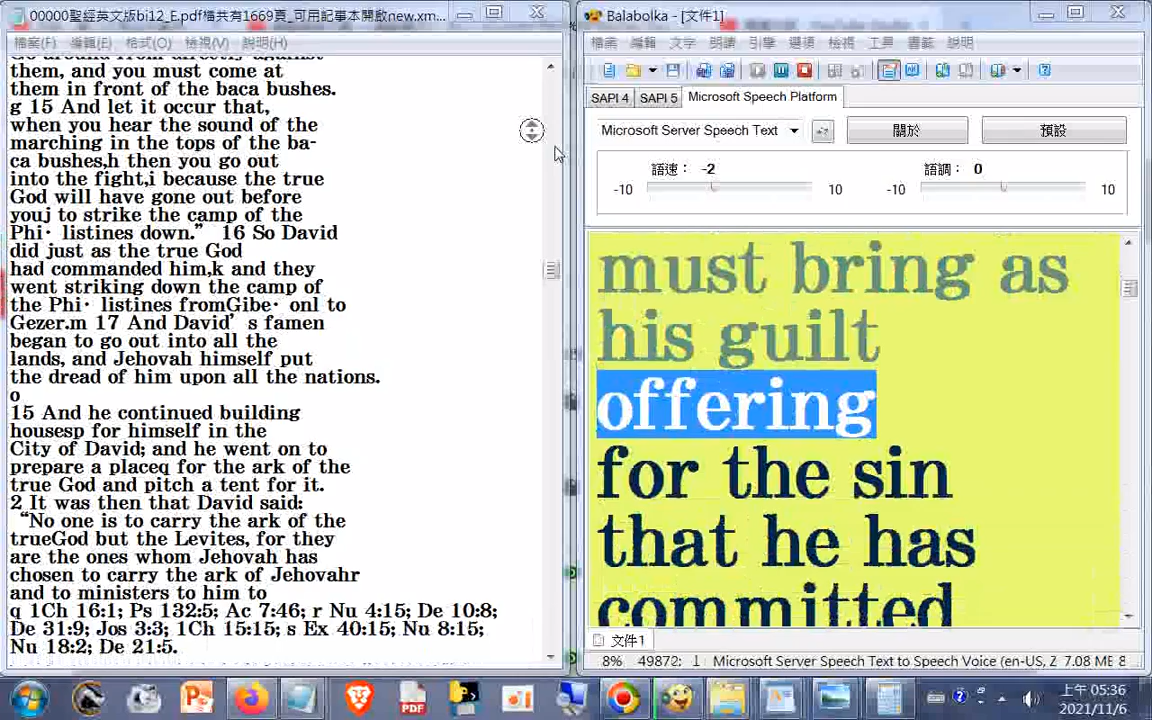 00000聖經英文版bi12_E.pdf檔共有1669頁_可用記事本開啟new.xm...
檔案(F) 編輯(E) 格式(O) 檢視(V) 說明(H)
them, and you must come at
them in front of the baca bushes.
g 15 And let it occur that,
when you hear the sound of the
marching in the tops of the ba-
ca bushes,h then you go out
into the fight,i because the true
God will have gone out before
youj to strike the camp of the
Phi· listines down.” 16 So David
did just as the true God
had commanded him,k and they
went striking down the camp of
the Phi· listines fromGibe· onl to
Gezer.m 17 And David’ s famen
began to go out into all the
lands, and Jehovah himself put
the dread of him upon all the nations.
o
15 And he continued building
housesp for himself in the
City of David; and he went on to
prepare a placeq for the ark of the
true God and pitch a tent for it.
2 It was then that David said:
“No one is to carry the ark of the
trueGod but the Levites, for they
are the ones whom Jehovah has
chosen to carry the ark of Jehovahr
and to ministers to him to
q 1Ch 16:1; Ps 132:5; Ac 7:46; r Nu 4:15; De 10:8;
De 31:9; Jos 3:3; 1Ch 15:15; s Ex 40:15; Nu 8:15;
Nu 18:2; De 21:5.
Balabolka - [文件1]
檔案 編輯 文字 朗讀 引擎 選項 檢視 工具 書籤 說明
SAPI 4 SAPI 5 Microsoft Speech Platform
Microsoft Server Speech Text 關於 預設
語速： -2 語調： 0
-10 10 -10 10
must bring as
his guilt
offering
for the sin
that he has
committed
文件1
8% 49872: 1 Microsoft Server Speech Text to Speech Voice (en-US, Z 7.08 MB 8
PDF
上午 05:36
2021/11/6